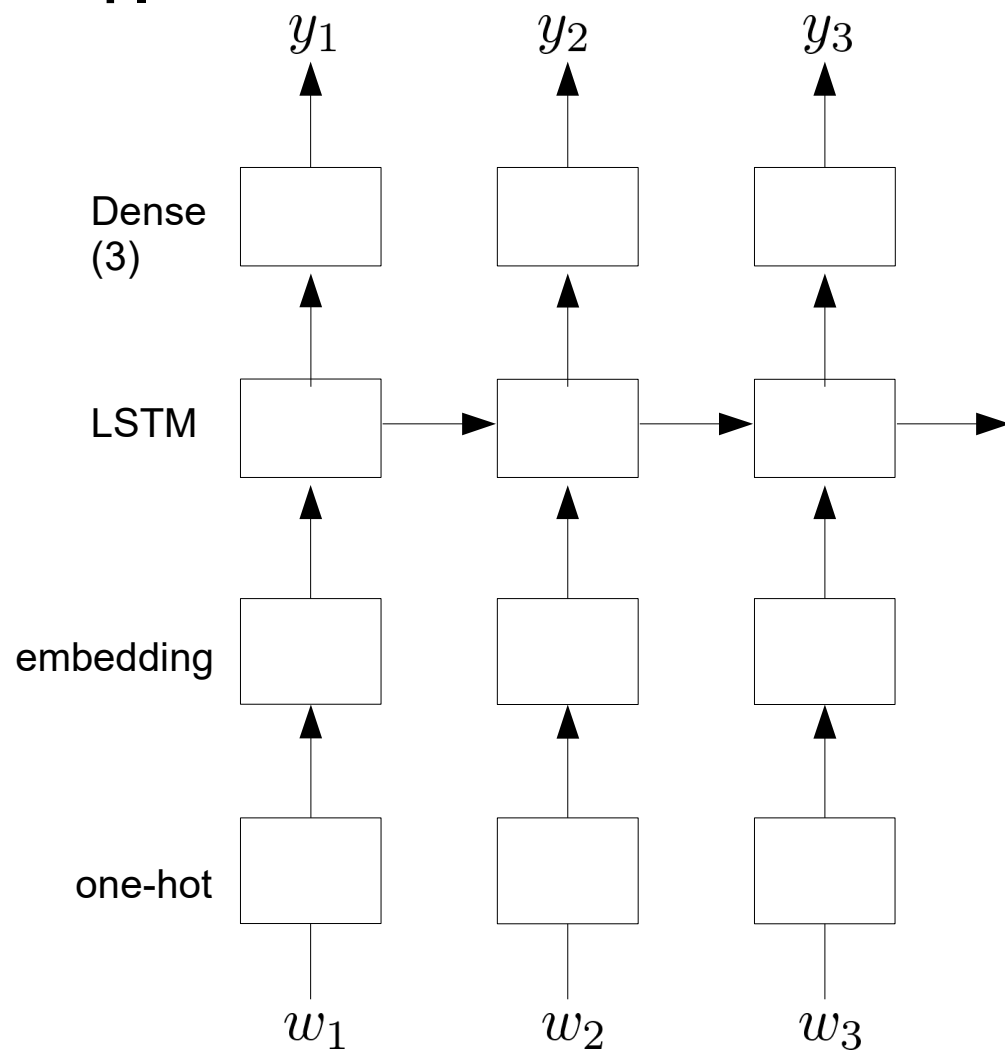 y₁ y₂ y₃
Dense
(3)
LSTM
embedding
one-hot
w₁ w₂ w₃